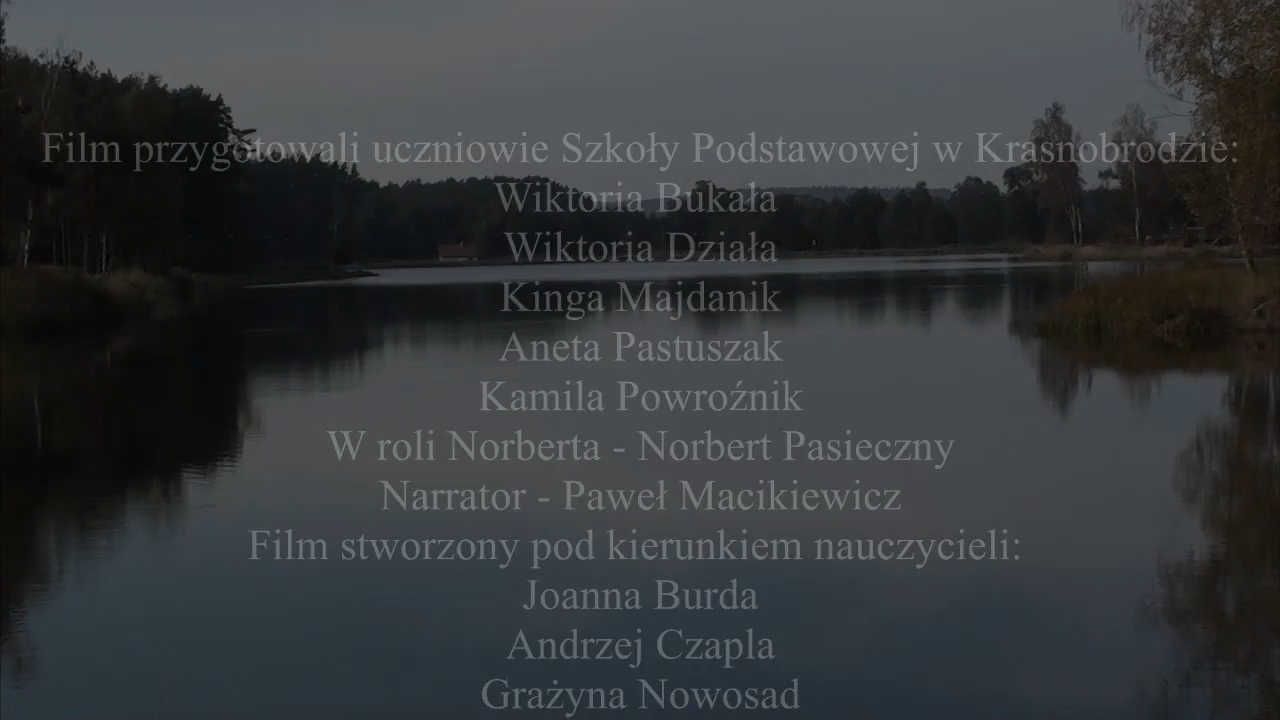 Film przygotowali uczniowie Szkoły Podstawowej w Krasnobrodzie:
Wiktoria Bukała
Wiktoria Działa
Kinga Majdanik
Aneta Pastuszak
Kamila Powroźnik
W roli Norberta - Norbert Pasieczny
Narrator - Paweł Macikiewicz
Film stworzony pod kierunkiem nauczycieli:
Joanna Burda
Andrzej Czapla
Grażyna Nowosad